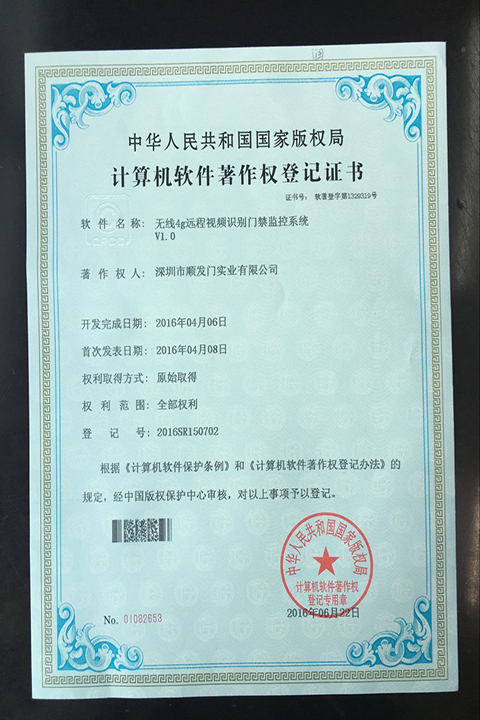 中华人民共和国国家版权局
计算机软件著作权登记证书
证书号： 软著登字第1329319号
软件名称： 无线4g远程视频识别门禁监控系统
V1.0
著作权人： 深圳市顺发门实业有限公司
开发完成日期： 2016年04月06日
首次发表日期： 2016年04月08日
权利取得方式： 原始取得
权利范围： 全部权利
登记号： 2016SR150702
根据《计算机软件保护条例》和《计算机软件著作权登记办法》的
规定，经中国版权保护中心审核，对以上事项予以登记。
中华人民共和国国家版权局
计算机软件著作权
登记专用章
No. 01082653
2016年06月22日